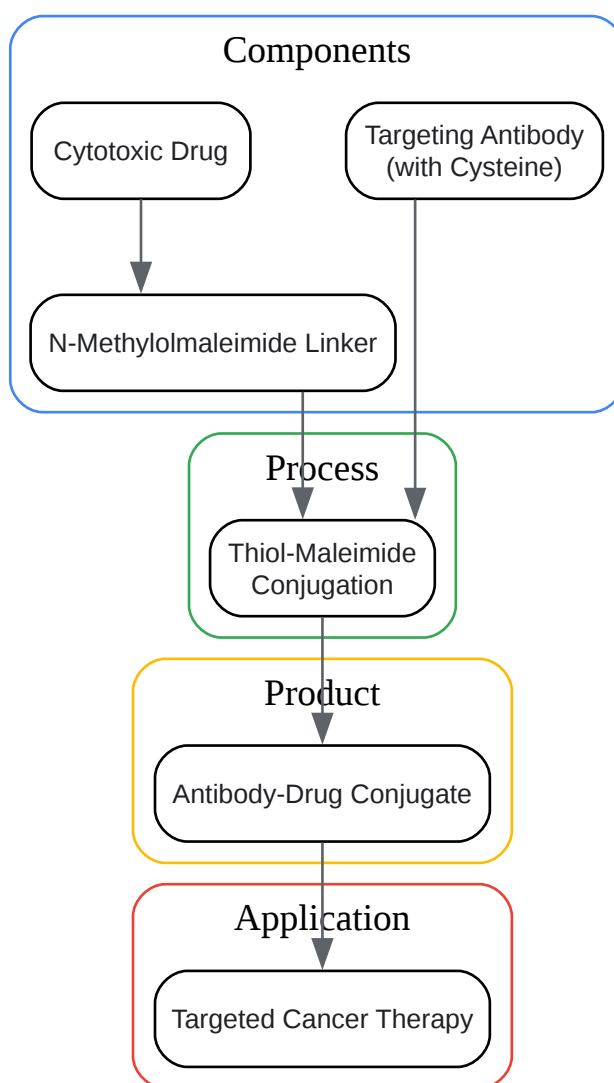 Components
Cytotoxic Drug
Targeting Antibody
(with Cysteine)
N-Methylolmaleimide Linker
Process
Thiol-Maleimide
Conjugation
Product
Antibody-Drug Conjugate
Application
Targeted Cancer Therapy